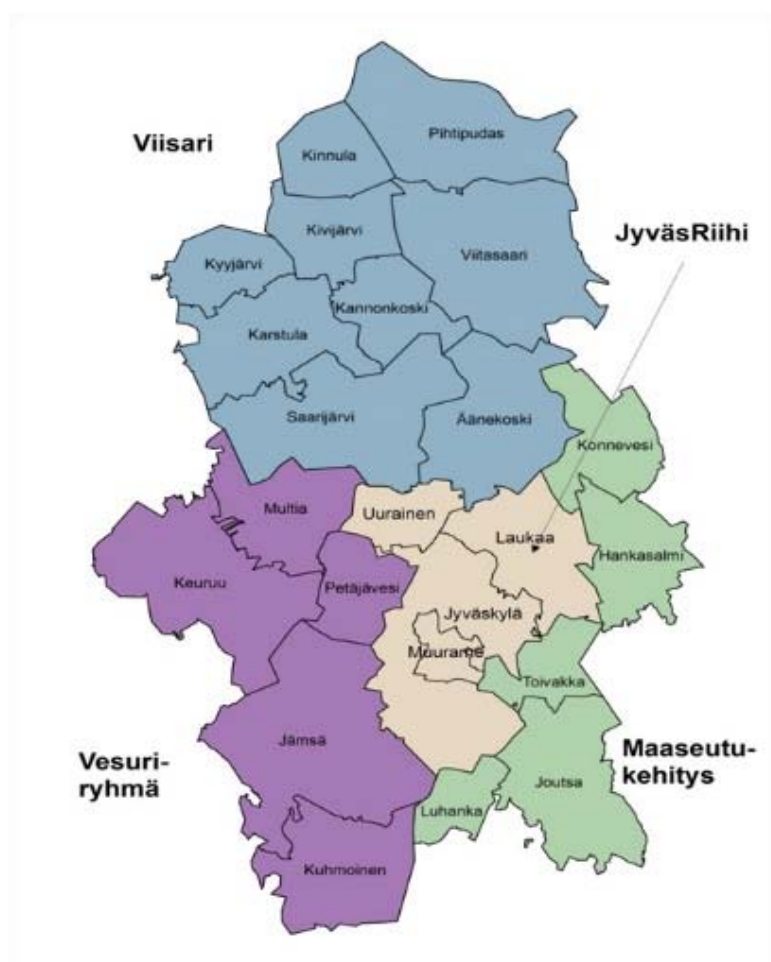 Viisari
Pihtipudas
Kinnula
Kivijärvi
JyväsRiihi
Viitasaari
Kyyjärvi
Kannonkoski
Karstula
Saarijärvi
Äänekoski
Konnevesi
Multia
Uurainen
Laukaa
Hankasalmi
Keuruu
Petäjävesi
Jyväskylä
Muurame
Toivakka
Jämsä
Vesuri-
ryhmä
Maaseutu-
kehitys
Joutsa
Luhanka
Kuhmoinen